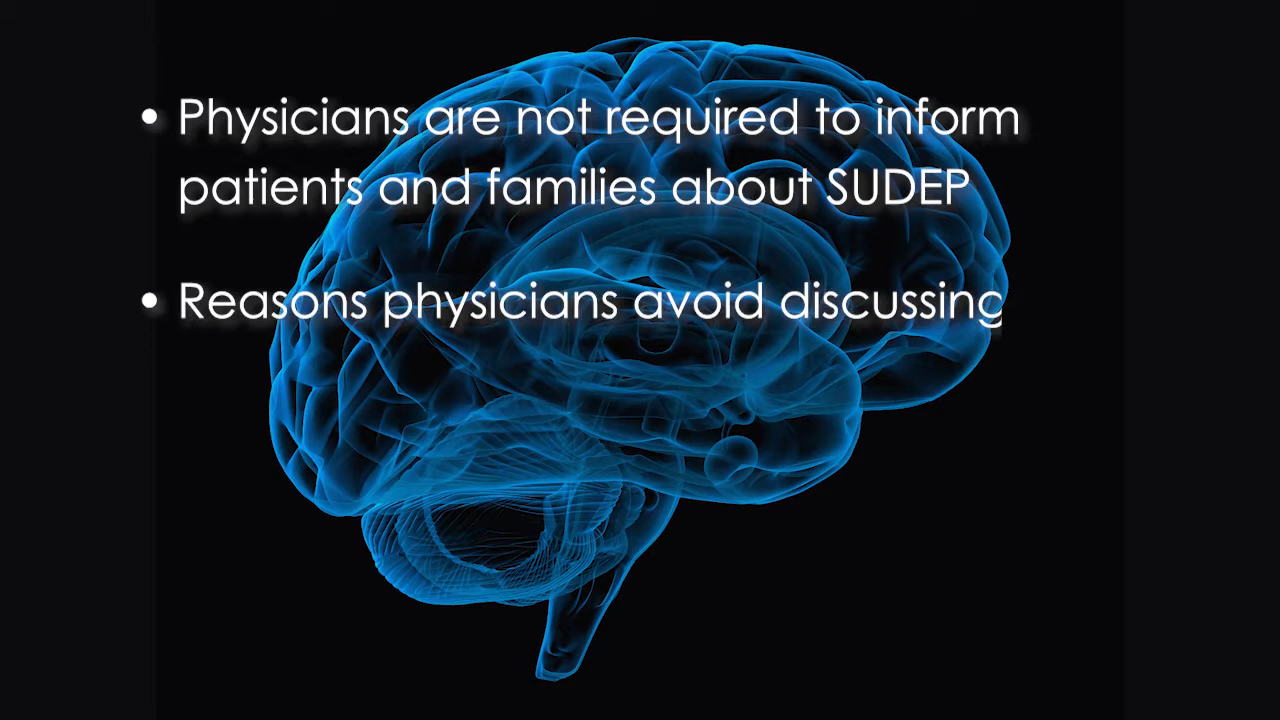 • Physicians are not required to inform
patients and families about SUDEP
• Reasons physicians avoid discussing